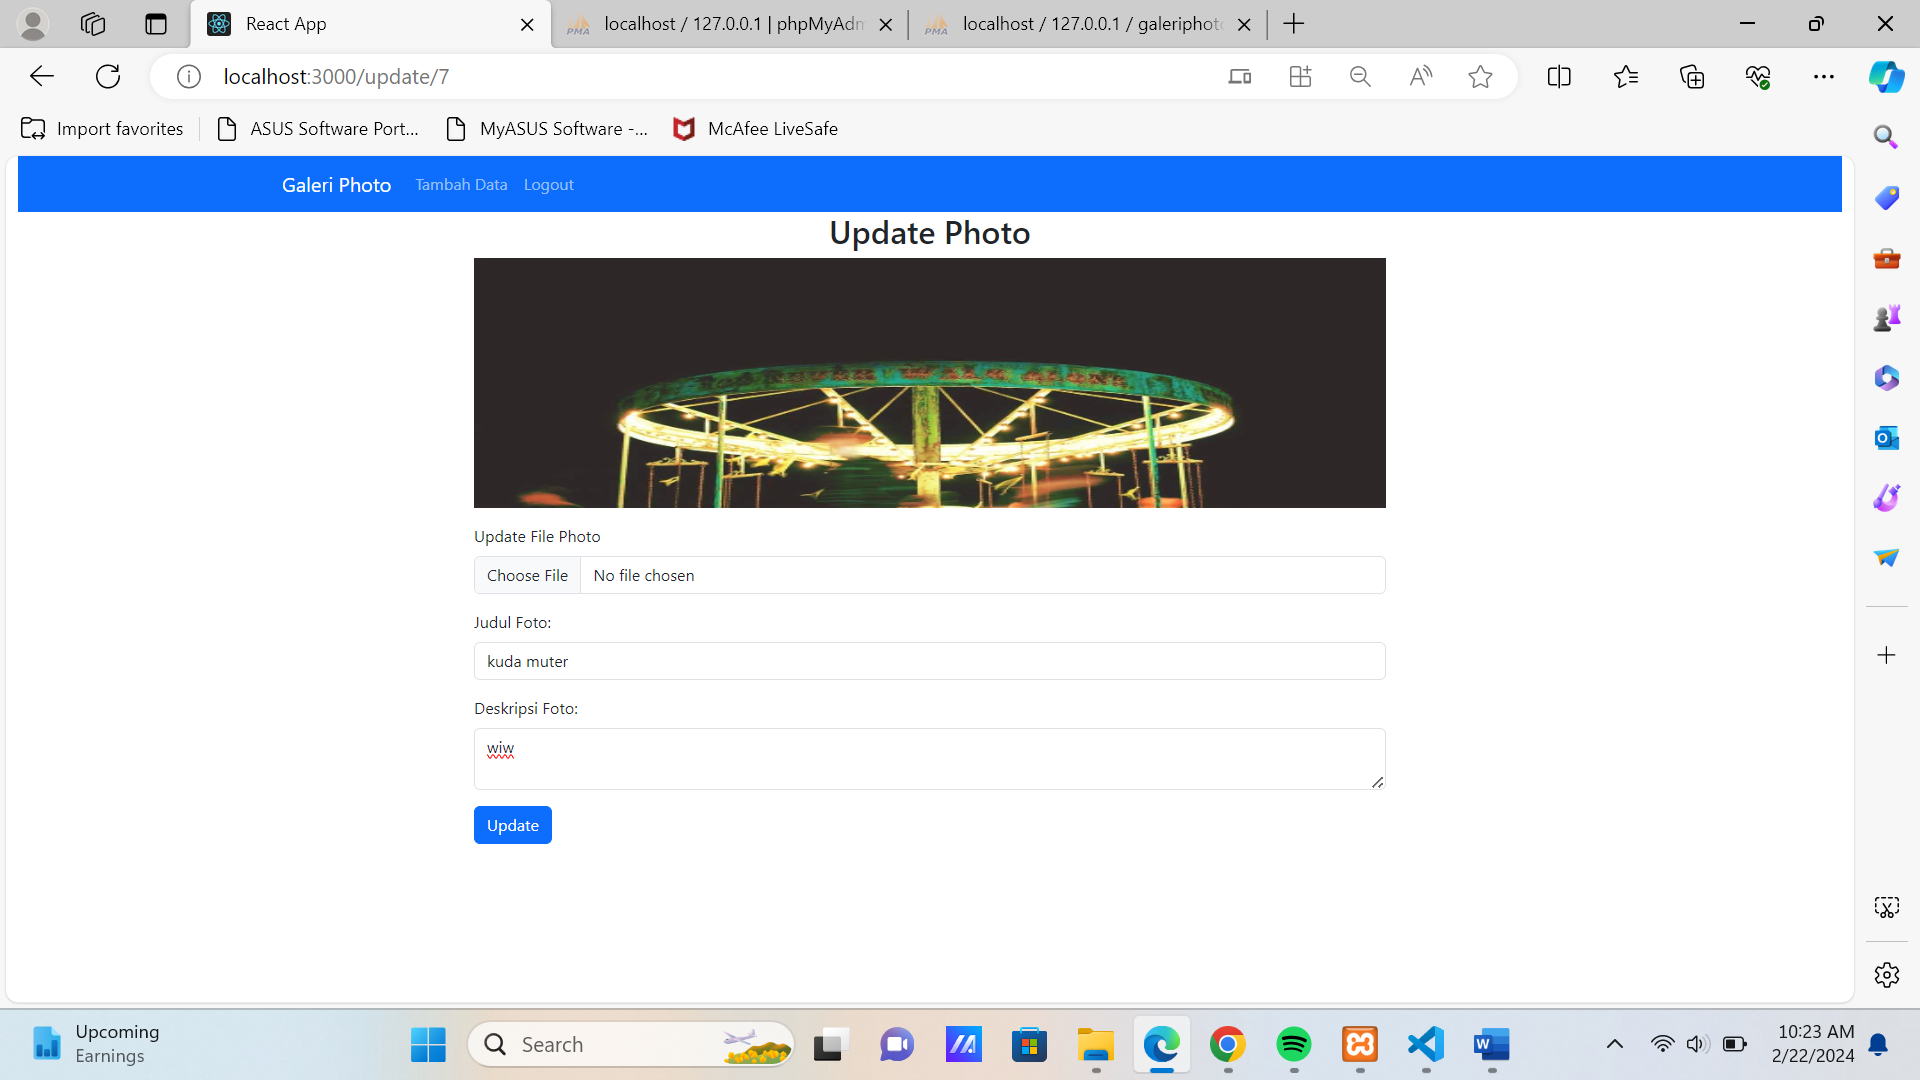 React App
localhost / 127.0.0.1 | phpMyAdm
localhost / 127.0.0.1 / galeriphoto
localhost:3000/update/7
Import favorites
ASUS Software Port...
MyASUS Software -...
McAfee LiveSafe
Galeri Photo
Tambah Data
Logout
Update Photo
Update File Photo
Choose File
No file chosen
Judul Foto:
kuda muter
Deskripsi Foto:
wiw
Update
Upcoming
Earnings
Search
10:23 AM
2/22/2024